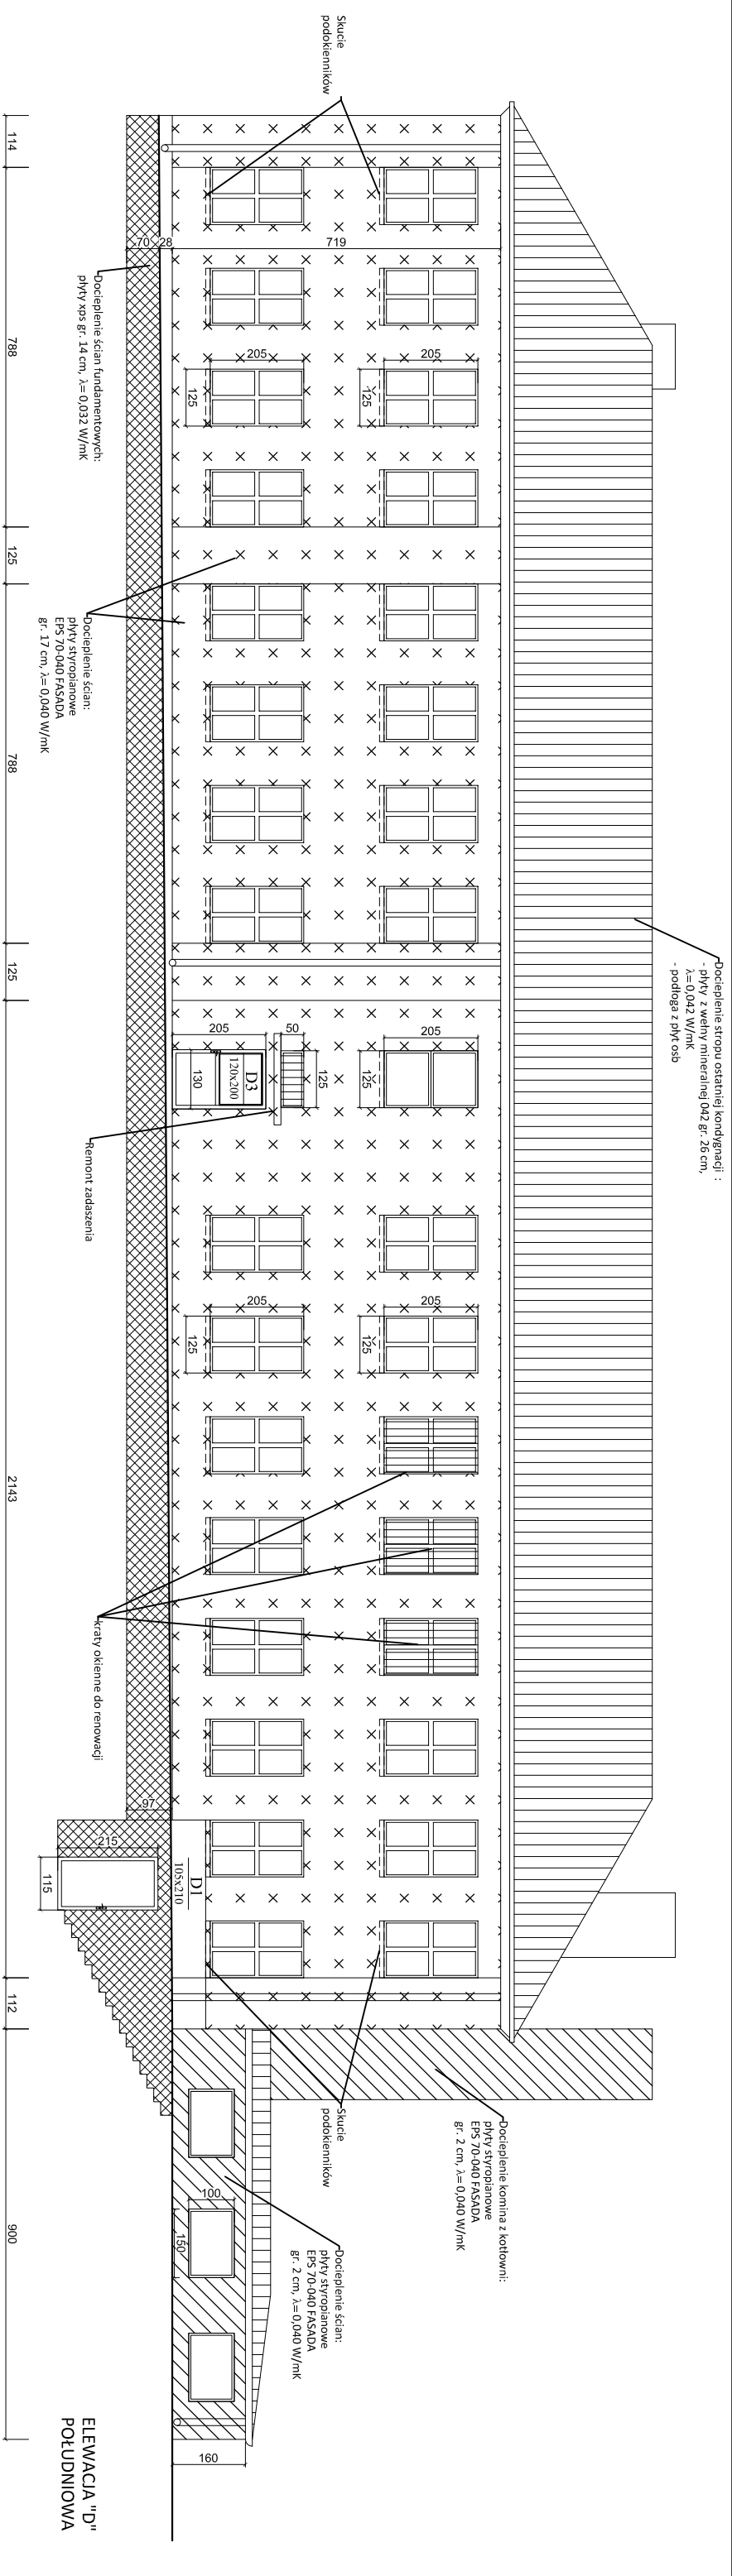 Docieplenie stropu ostatniej kondygnacji :
- płyty z wełny mineralnej 042 gr. 26 cm,
λ= 0,042 W/mK
- podłoga z płyt osb
Skucie
podokienników
719
70
28
205
125
205
125
Docieplenie ścian fundamentowych:
płyty xps gr. 14 cm, λ= 0,032 W/mK
Docieplenie ścian:
płyty styropianowe
EPS 70-040 FASADA
gr. 17 cm, λ= 0,040 W/mK
205
125
50
125
205
D3
120x200
130
Remont zadaszenia
205
125
205
125
kraty okienne do renowacji
97
215
115
D1
105x210
Skucie
podokienników
Docieplenie komina z kotłowni:
płyty styropianowe
EPS 70-040 FASADA
gr. 2 cm, λ= 0,040 W/mK
Docieplenie ścian:
płyty styropianowe
EPS 70-040 FASADA
gr. 2 cm, λ= 0,040 W/mK
100
150
160
114
788
125
788
125
2143
112
900
ELEWACJA "D"
POŁUDNIOWA